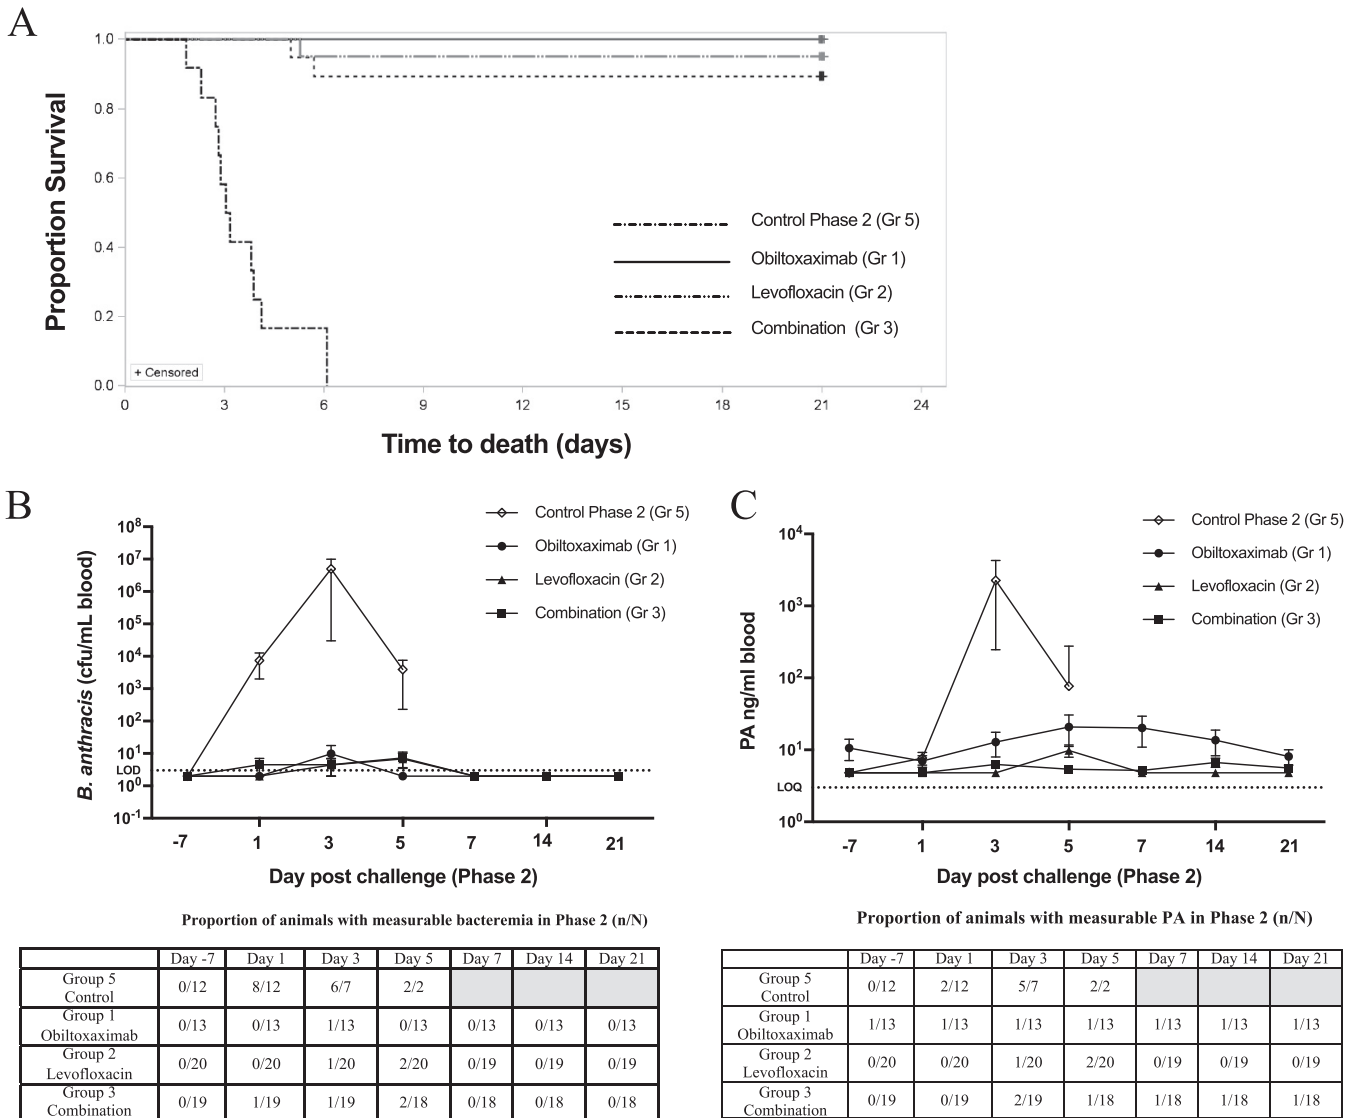 A
Proportion Survival
1.0
0.8
0.6
0.4
0.2
0.0
Control Phase 2 (Gr 5)
Obiltoxaximab (Gr 1)
Levofloxacin (Gr 2)
Combination (Gr 3)
+ Censored
0 3 6 9 12 15 18 21 24
Time to death (days)
B
B. anthracis (cfu/mL blood)
10⁸
10⁷
10⁶
10⁵
10⁴
10³
10²
10¹
LOD
10⁰
10⁻¹
Control Phase 2 (Gr 5)
Obiltoxaximab (Gr 1)
Levofloxacin (Gr 2)
Combination (Gr 3)
-7 1 3 5 7 14 21
Day post challenge (Phase 2)
Proportion of animals with measurable bacteremia in Phase 2 (n/N)
Day -7 Day 1 Day 3 Day 5 Day 7 Day 14 Day 21
Group 5
Control
0/12 8/12 6/7 2/2
Group 1
Obiltoxaximab
0/13 0/13 1/13 0/13 0/13 0/13 0/13
Group 2
Levofloxacin
0/20 0/20 1/20 2/20 0/19 0/19 0/19
Group 3
Combination
0/19 1/19 1/19 2/18 0/18 0/18 0/18
C
PA ng/ml blood
10⁴
10³
10²
10¹
LOQ
10⁰
Control Phase 2 (Gr 5)
Obiltoxaximab (Gr 1)
Levofloxacin (Gr 2)
Combination (Gr 3)
-7 1 3 5 7 14 21
Day post challenge (Phase 2)
Proportion of animals with measurable PA in Phase 2 (n/N)
Day -7 Day 1 Day 3 Day 5 Day 7 Day 14 Day 21
Group 5
Control
0/12 2/12 5/7 2/2
Group 1
Obiltoxaximab
1/13 1/13 1/13 1/13 1/13 1/13 1/13
Group 2
Levofloxacin
0/20 0/20 1/20 2/20 0/19 0/19 0/19
Group 3
Combination
0/19 0/19 2/19 1/18 1/18 1/18 1/18